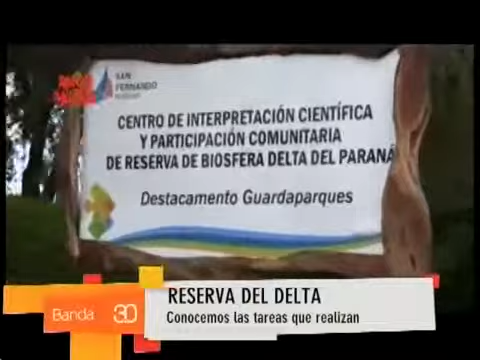 SAN
FERNANDO
CENTRO DE INTERPRETACIÓN CIENTÍFICA
Y PARTICIPACIÓN COMUNITARIA
DE RESERVA DE BIOSFERA DELTA DEL PARANÁ
Destacamento Guardaparques
RESERVA DEL DELTA
Banda 30
Conocemos las tareas que realizan